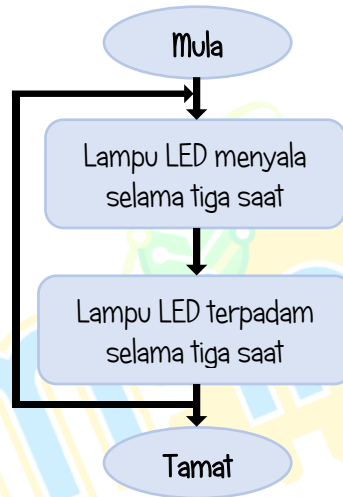 Mula
Lampu LED menyala
selama tiga saat
Lampu LED terpadam
selama tiga saat
Tamat